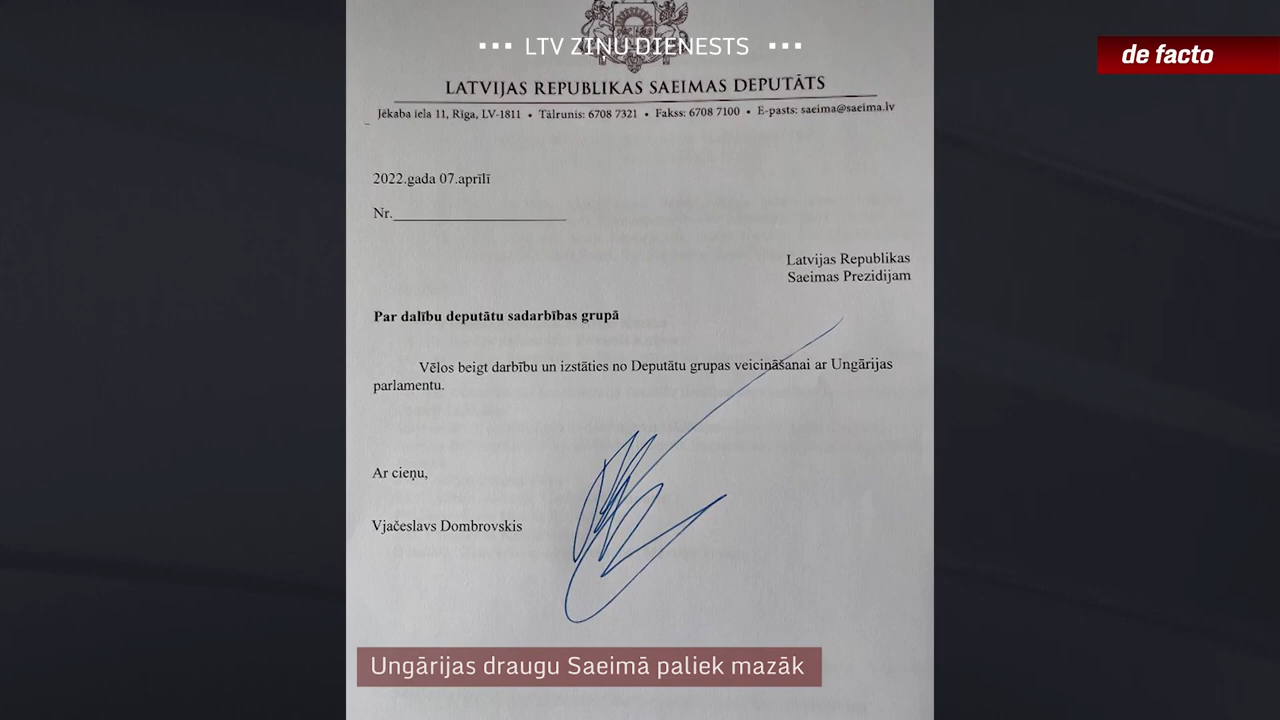 ••• LTV ZIŅU DIENESTS •••
de facto
LATVIJAS REPUBLIKAS SAEIMAS DEPUTĀTS
Jēkaba iela 11, Rīga, LV-1811 • Tālrunis: 6708 7321 • Fakss: 6708 7100 • E-pasts: saeima@saeima.lv
2022.gada 07.aprīlī
Nr.______________________
Latvijas Republikas
Saeimas Prezidijam
Par dalību deputātu sadarbības grupā
Vēlos beigt darbību un izstāties no Deputātu grupas veicināšanai ar Ungārijas
parlamentu.
Ar cieņu,
Vjačeslavs Dombrovskis
Ungārijas draugu Saeimā paliek mazāk